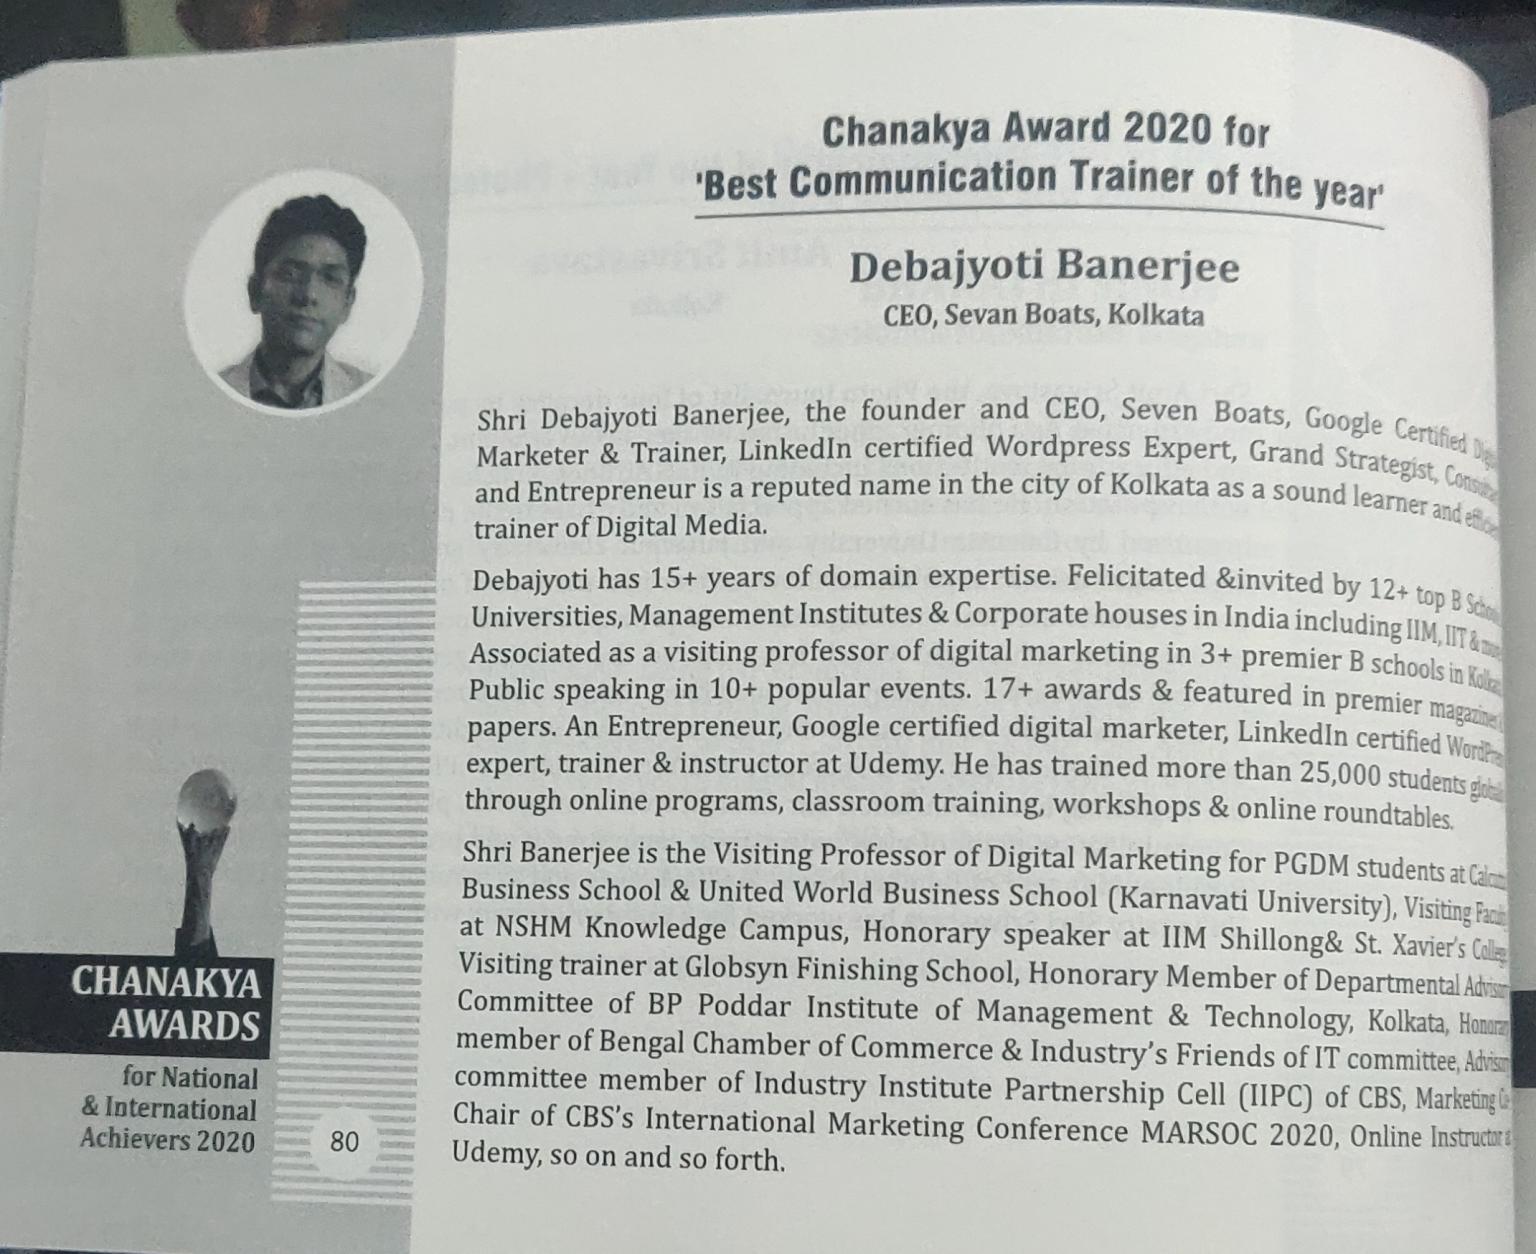 Chanakya Award 2020 for
'Best Communication Trainer of the year'
Debajyoti Banerjee
CEO, Sevan Boats, Kolkata
Shri Debajyoti Banerjee, the founder and CEO, Seven Boats, Google Certified
Marketer & Trainer, LinkedIn certified Wordpress Expert, Grand Strategist,
and Entrepreneur is a reputed name in the city of Kolkata as a sound learner and
trainer of Digital Media.
Debajyoti has 15+ years of domain expertise. Felicitated &invited by 12+ top B
Universities, Management Institutes & Corporate houses in India including IIM, IIT &
Associated as a visiting professor of digital marketing in 3+ premier B schools in
Public speaking in 10+ popular events. 17+ awards & featured in premier
papers. An Entrepreneur, Google certified digital marketer, LinkedIn certified
expert, trainer & instructor at Udemy. He has trained more than 25,000 students
through online programs, classroom training, workshops & online roundtables.
Shri Banerjee is the Visiting Professor of Digital Marketing for PGDM students at
Business School & United World Business School (Karnavati University), Visiting
at NSHM Knowledge Campus, Honorary speaker at IIM Shillong& St. Xavier's
Visiting trainer at Globsyn Finishing School, Honorary Member of Departmental
Committee of BP Poddar Institute of Management & Technology, Kolkata,
member of Bengal Chamber of Commerce & Industry's Friends of IT committee,
committee member of Industry Institute Partnership Cell (IIPC) of CBS, Marketing
Chair of CBS's International Marketing Conference MARSOC 2020, Online Instructor
Udemy, so on and so forth.
CHANAKYA
AWARDS
for National
& International
Achievers 2020
80